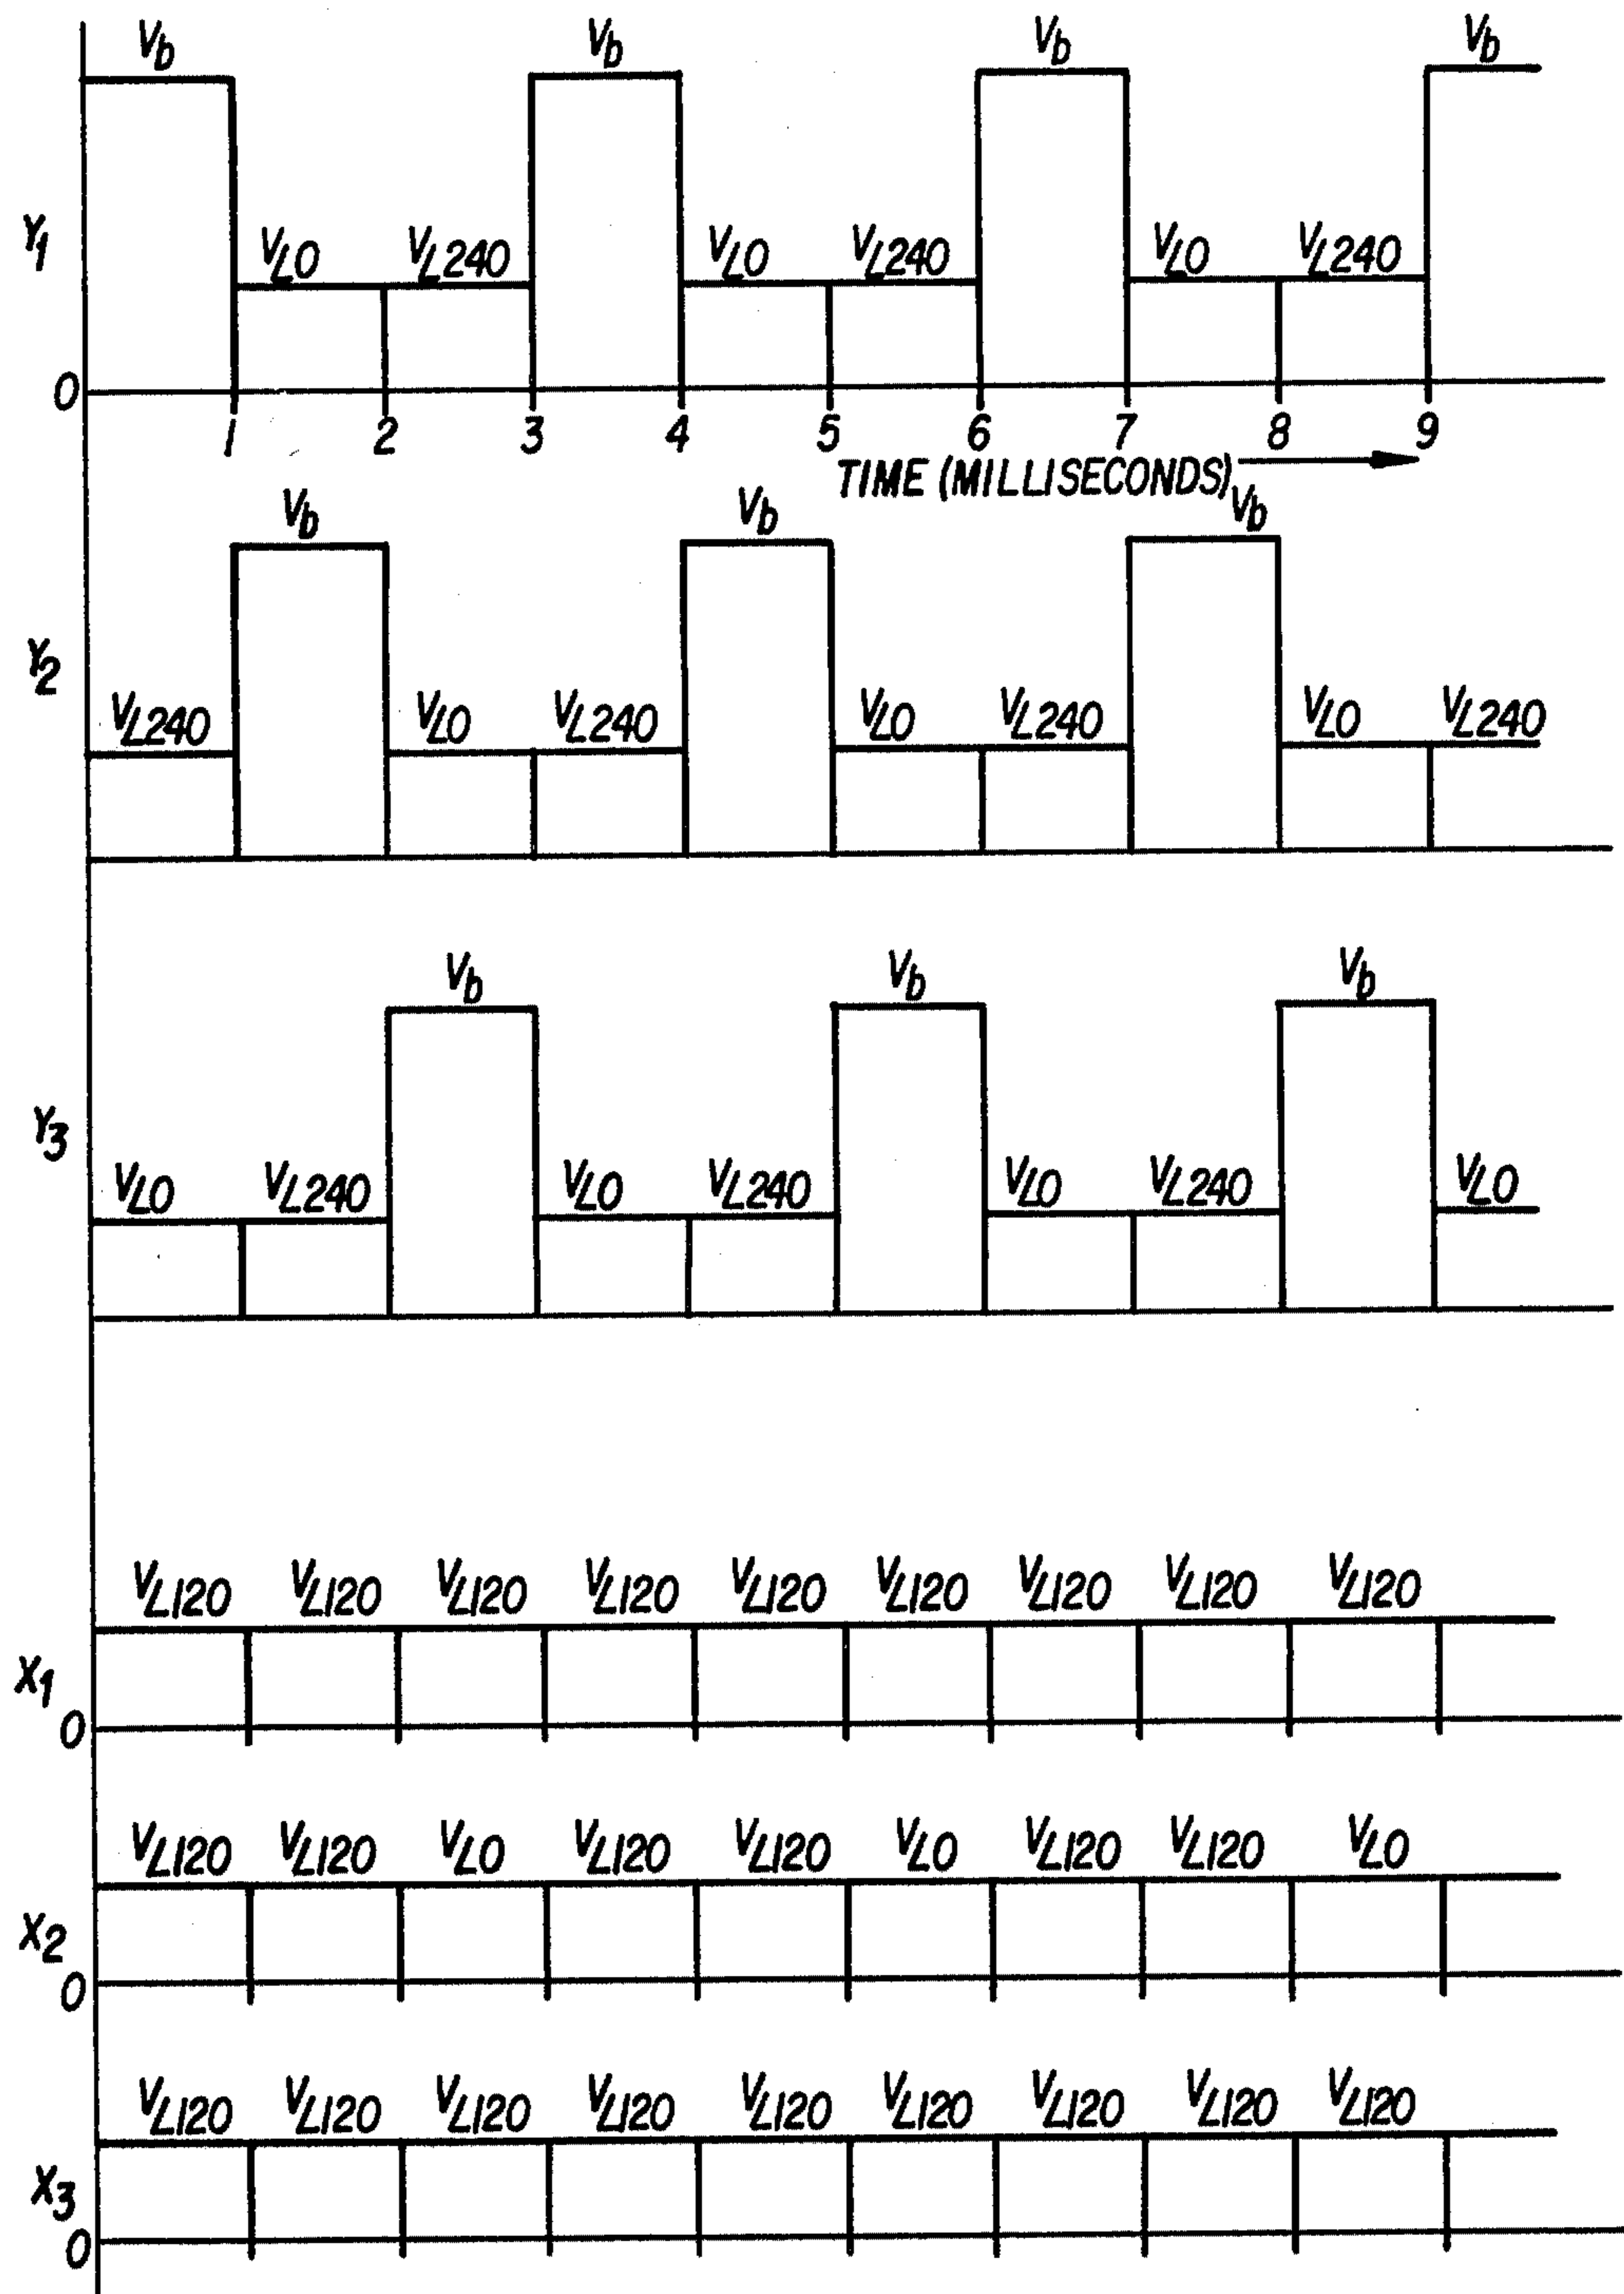 Vb Vb Vb Vb
Y1
VL0 VL240 VL0 VL240 VL0 VL240
0
1 2 3 4 5 6 7 8 9
TIME (MILLISECONDS)
Vb Vb Vb
Y2
VL240 VL0 VL240 VL0 VL240 VL0 VL240
Vb Vb Vb
Y3
VL0 VL240 VL0 VL240 VL0 VL240 VL0
VL120 VL120 VL120 VL120 VL120 VL120 VL120 VL120 VL120
X1
0
VL120 VL120 VL0 VL120 VL120 VL0 VL120 VL120 VL0
X2
0
VL120 VL120 VL120 VL120 VL120 VL120 VL120 VL120 VL120
X3
0